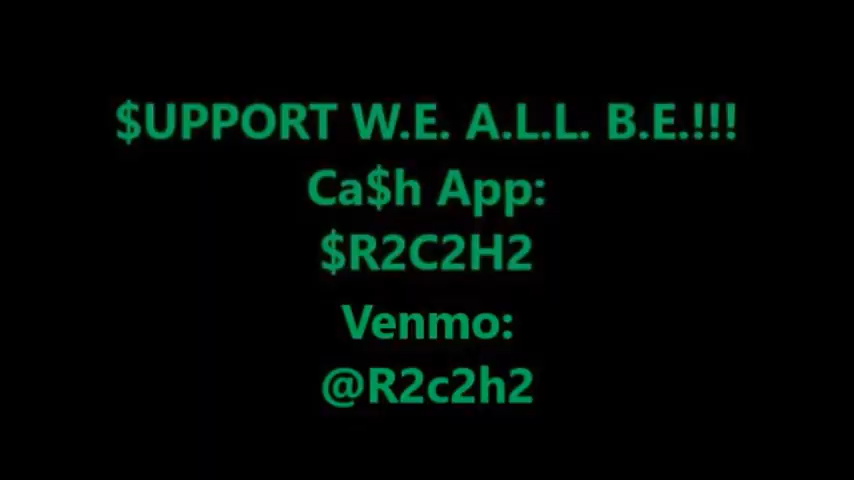 $UPPORT W.E. A.L.L. B.E.!!!
Ca$h App:
$R2C2H2
Venmo:
@R2c2h2